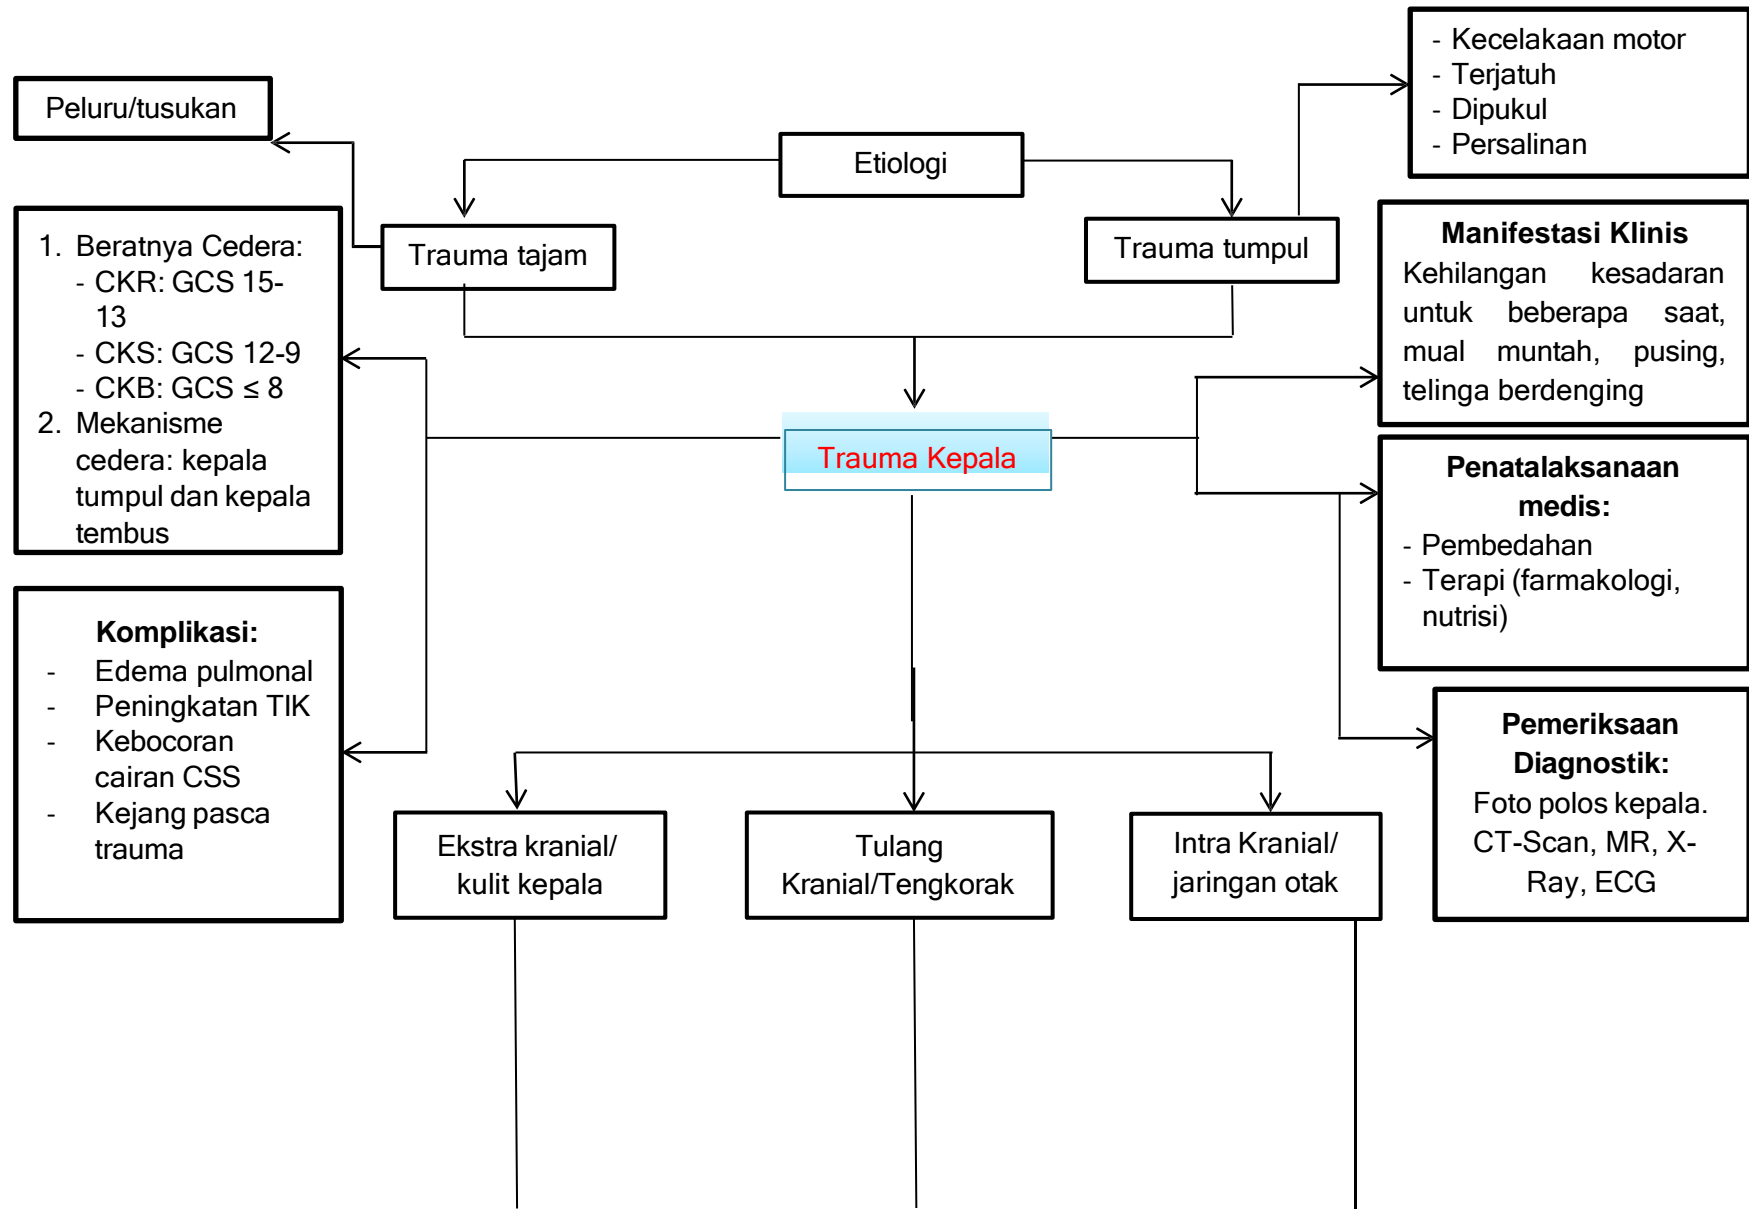 - Kecelakaan motor
- Terjatuh
- Dipukul
- Persalinan
Peluru/tusukan
Etiologi
Trauma tajam
Trauma tumpul
1. Beratnya Cedera:
- CKR: GCS 15-
13
- CKS: GCS 12-9
- CKB: GCS ≤ 8
2. Mekanisme
cedera: kepala
tumpul dan kepala
tembus
Manifestasi Klinis
Kehilangan kesadaran
untuk beberapa saat,
mual muntah, pusing,
telinga berdenging
Trauma Kepala
Penatalaksanaan
medis:
- Pembedahan
- Terapi (farmakologi,
nutrisi)
Komplikasi:
- Edema pulmonal
- Peningkatan TIK
- Kebocoran
cairan CSS
- Kejang pasca
trauma
Pemeriksaan
Diagnostik:
Foto polos kepala.
CT-Scan, MR, X-
Ray, ECG
Ekstra kranial/
kulit kepala
Tulang
Kranial/Tengkorak
Intra Kranial/
jaringan otak